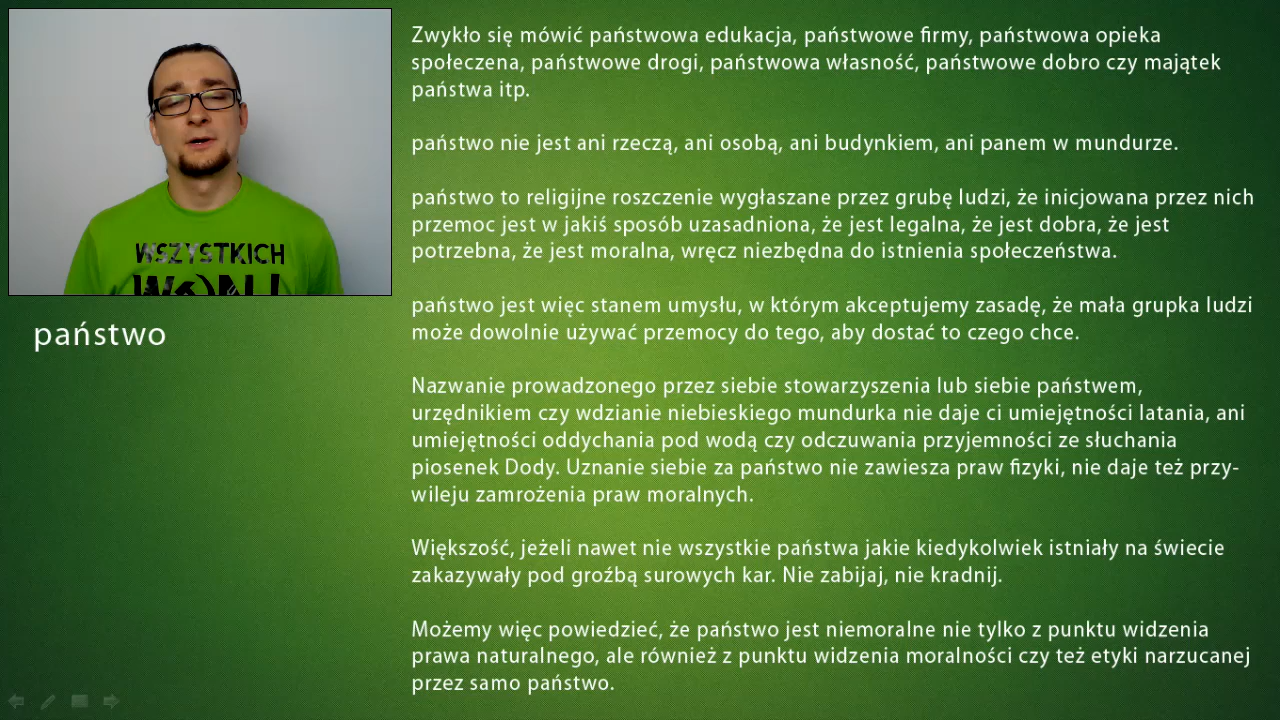 WSZYSTKICH
WON!
państwo
Zwykło się mówić państwowa edukacja, państwowe firmy, państwowa opieka
społeczena, państwowe drogi, państwowa własność, państwowe dobro czy majątek
państwa itp.
państwo nie jest ani rzeczą, ani osobą, ani budynkiem, ani panem w mundurze.
państwo to religijne roszczenie wygłaszane przez grubę ludzi, że inicjowana przez nich
przemoc jest w jakiś sposób uzasadniona, że jest legalna, że jest dobra, że jest
potrzebna, że jest moralna, wręcz niezbędna do istnienia społeczeństwa.
państwo jest więc stanem umysłu, w którym akceptujemy zasadę, że mała grupka ludzi
może dowolnie używać przemocy do tego, aby dostać to czego chce.
Nazwanie prowadzonego przez siebie stowarzyszenia lub siebie państwem,
urzędnikiem czy wdzianie niebieskiego mundurka nie daje ci umiejętności latania, ani
umiejętności oddychania pod wodą czy odczuwania przyjemności ze słuchania
piosenek Dody. Uznanie siebie za państwo nie zawiesza praw fizyki, nie daje też przy-
wileju zamrożenia praw moralnych.
Większość, jeżeli nawet nie wszystkie państwa jakie kiedykolwiek istniały na świecie
zakazywały pod groźbą surowych kar. Nie zabijaj, nie kradnij.
Możemy więc powiedzieć, że państwo jest niemoralne nie tylko z punktu widzenia
prawa naturalnego, ale również z punktu widzenia moralności czy też etyki narzucanej
przez samo państwo.